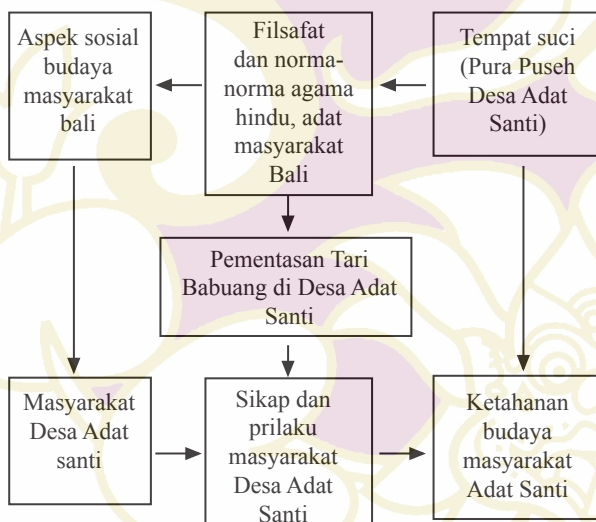 Aspek sosial
budaya
masyarakat
bali
Filsafat
dan norma-
norma agama
hindu, adat
masyarakat
Bali
Tempat suci
(Pura Puseh
Desa Adat
Santi)
Pementasan Tari
Babuang di Desa Adat
Santi
Masyarakat
Desa Adat
santi
Sikap dan
prilaku
masyarakat
Desa Adat
Santi
Ketahanan
budaya
masyarakat
Adat Santi